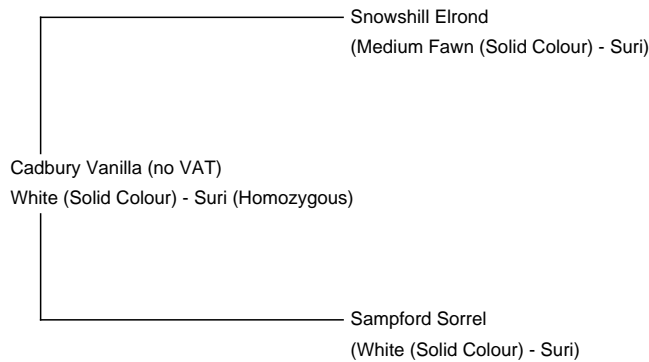 Snowshill Elrond
(Medium Fawn (Solid Colour) - Suri)
Cadbury Vanilla (no VAT)
White (Solid Colour) - Suri (Homozygous)
Sampford Sorrel
(White (Solid Colour) - Suri)